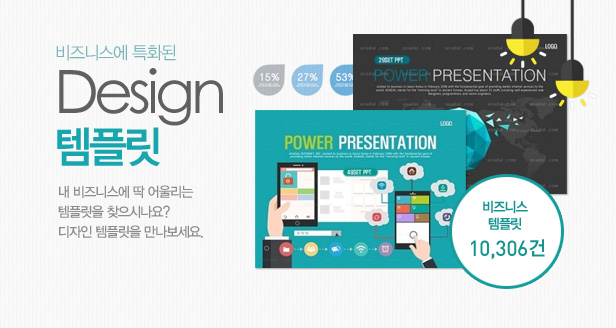 비즈니스에 특화된
Design
템플릿
내 비즈니스에 딱 어울리는
템플릿을 찾으시나요?
디자인 템플릿을 만나보세요.
15%
27%
53%
LOGO
29SET PPT
POWER PRESENTATION
LOGO
POWER PRESENTATION
49SET PPT
비즈니스
템플릿
10,306건